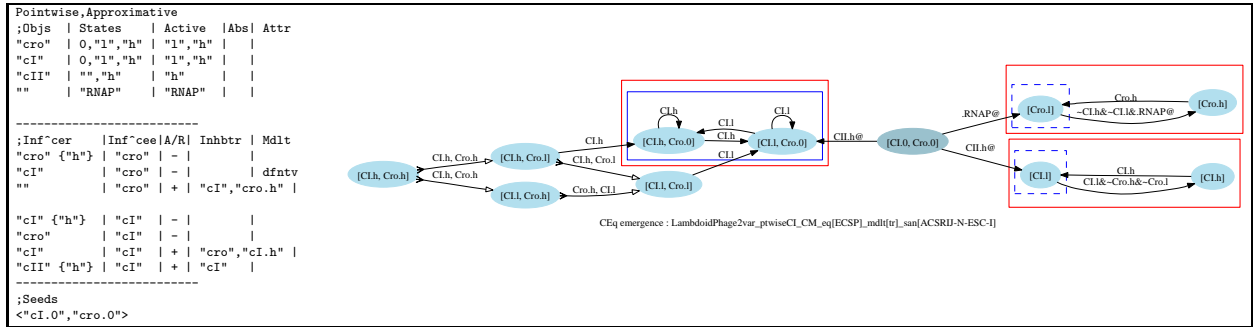 Pointwise,Approximative
;Objs | States | Active |Abs| Attr
"cro" | 0,"l","h" | "l","h" | |
"cI" | 0,"l","h" | "l","h" | |
"cII" | "","h" | "h" | |
"" | "RNAP" | "RNAP" | |
--------------------------
;Inf^cer |Inf^cee|A/R| Inhbtr | Mdlt
"cro" {"h"} | "cro" | - | |
"cI" | "cro" | - | | dfntv
"" | "cro" | + | "cI","cro.h" |
"cI" {"h"} | "cI" | - | |
"cro" | "cI" | - | |
"cI" | "cI" | + | "cro","cI.h" |
"cII" {"h"} | "cI" | + | "cI" |
--------------------------
;Seeds
<"cI.0","cro.0">
[CI.h, Cro.h]
CI.h, Cro.h
CI.h, Cro.h
[CI.h, Cro.l]
[CI.l, Cro.h]
CI.h
CI.h, Cro.l
Cro.h, CI.l
[CI.l, Cro.l]
CI.l
CI.h
CI.l
[CI.h, Cro.0]
CI.l
CI.h
[CI.l, Cro.0]
CII.h@
[CI.0, Cro.0]
.RNAP@
CII.h@
[Cro.l]
Cro.h
~CI.h&~CI.l&.RNAP@
[Cro.h]
[CI.l]
CI.h
CI.l&~Cro.h&~Cro.l
[CI.h]
CEq emergence : LambdoidPhage2var_ptwiseCI_CM_eq[ECSP]_mdlt[tr]_san[ACSRIJ-N-ESC-I]